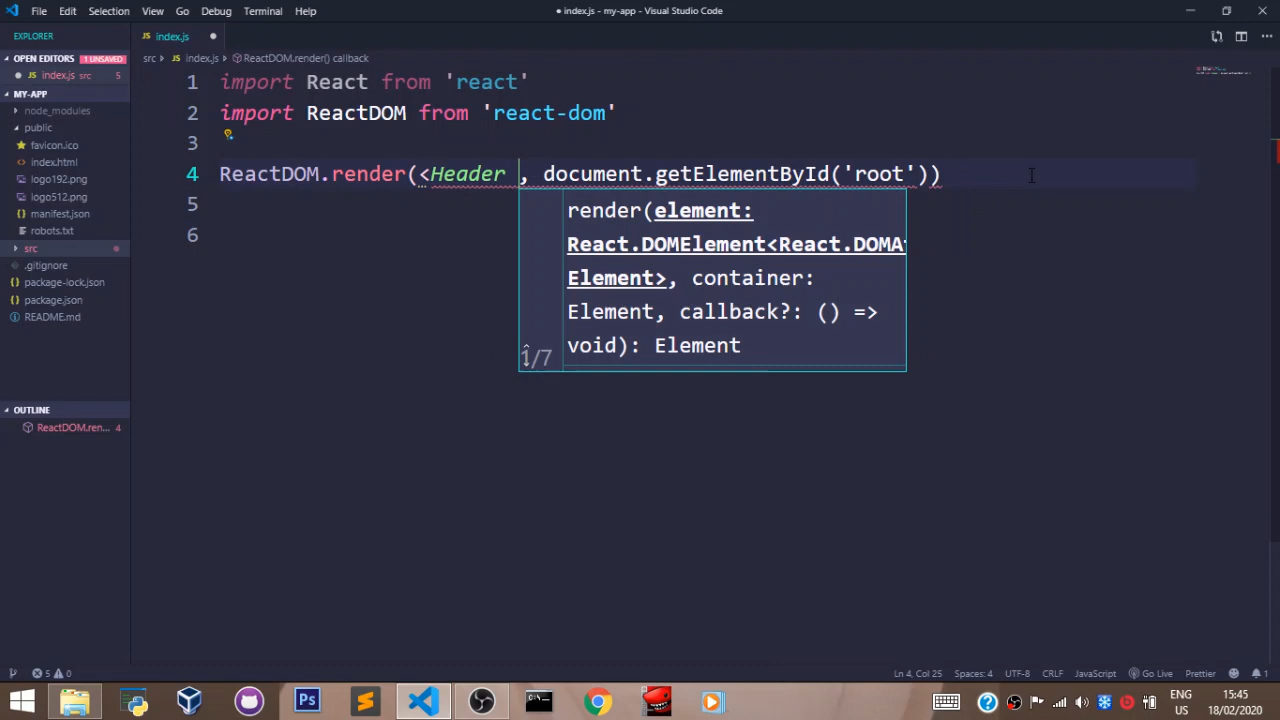 File Edit Selection View Go Debug Terminal Help
● index.js - my-app - Visual Studio Code
EXPLORER
OPEN EDITORS 1 UNSAVED
● JS index.js src 5
MY-APP
node_modules
public
favicon.ico
index.html
logo192.png
logo512.png
manifest.json
robots.txt
src
.gitignore
package-lock.json
package.json
README.md
OUTLINE
ReactDOM.ren... 4
JS index.js ●
src › JS index.js › ReactDOM.render() callback
1 import React from 'react'
2 import ReactDOM from 'react-dom'
3
4 ReactDOM.render(<Header , document.getElementById('root'))
5
6
render(element:
React.DOMElement<React.DOMA
Element>, container:
Element, callback?: () =>
void): Element
1/7
5 0
Ln 4, Col 25 Spaces: 4 UTF-8 CRLF JavaScript Go Live Prettier 1
Ps
ENG
US
15:45
18/02/2020